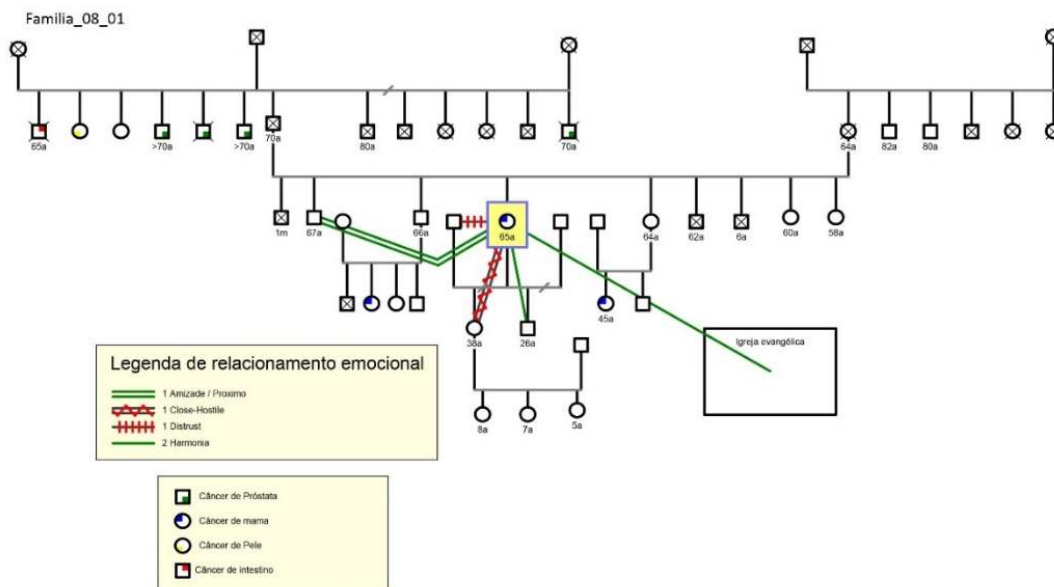 Familia_08_01
65a
>70a
>70a
70a
80a
70a
64a
82a
80a
1m
67a
66a
65a
64a
62a
6a
60a
58a
45a
38a
26a
Igreja evangélica
8a
7a
5a
Legenda de relacionamento emocional
1 Amizade / Proximo
1 Close-Hostile
1 Distrust
2 Harmonia
Câncer de Próstata
Câncer de mama
Câncer de Pele
Câncer de intestino